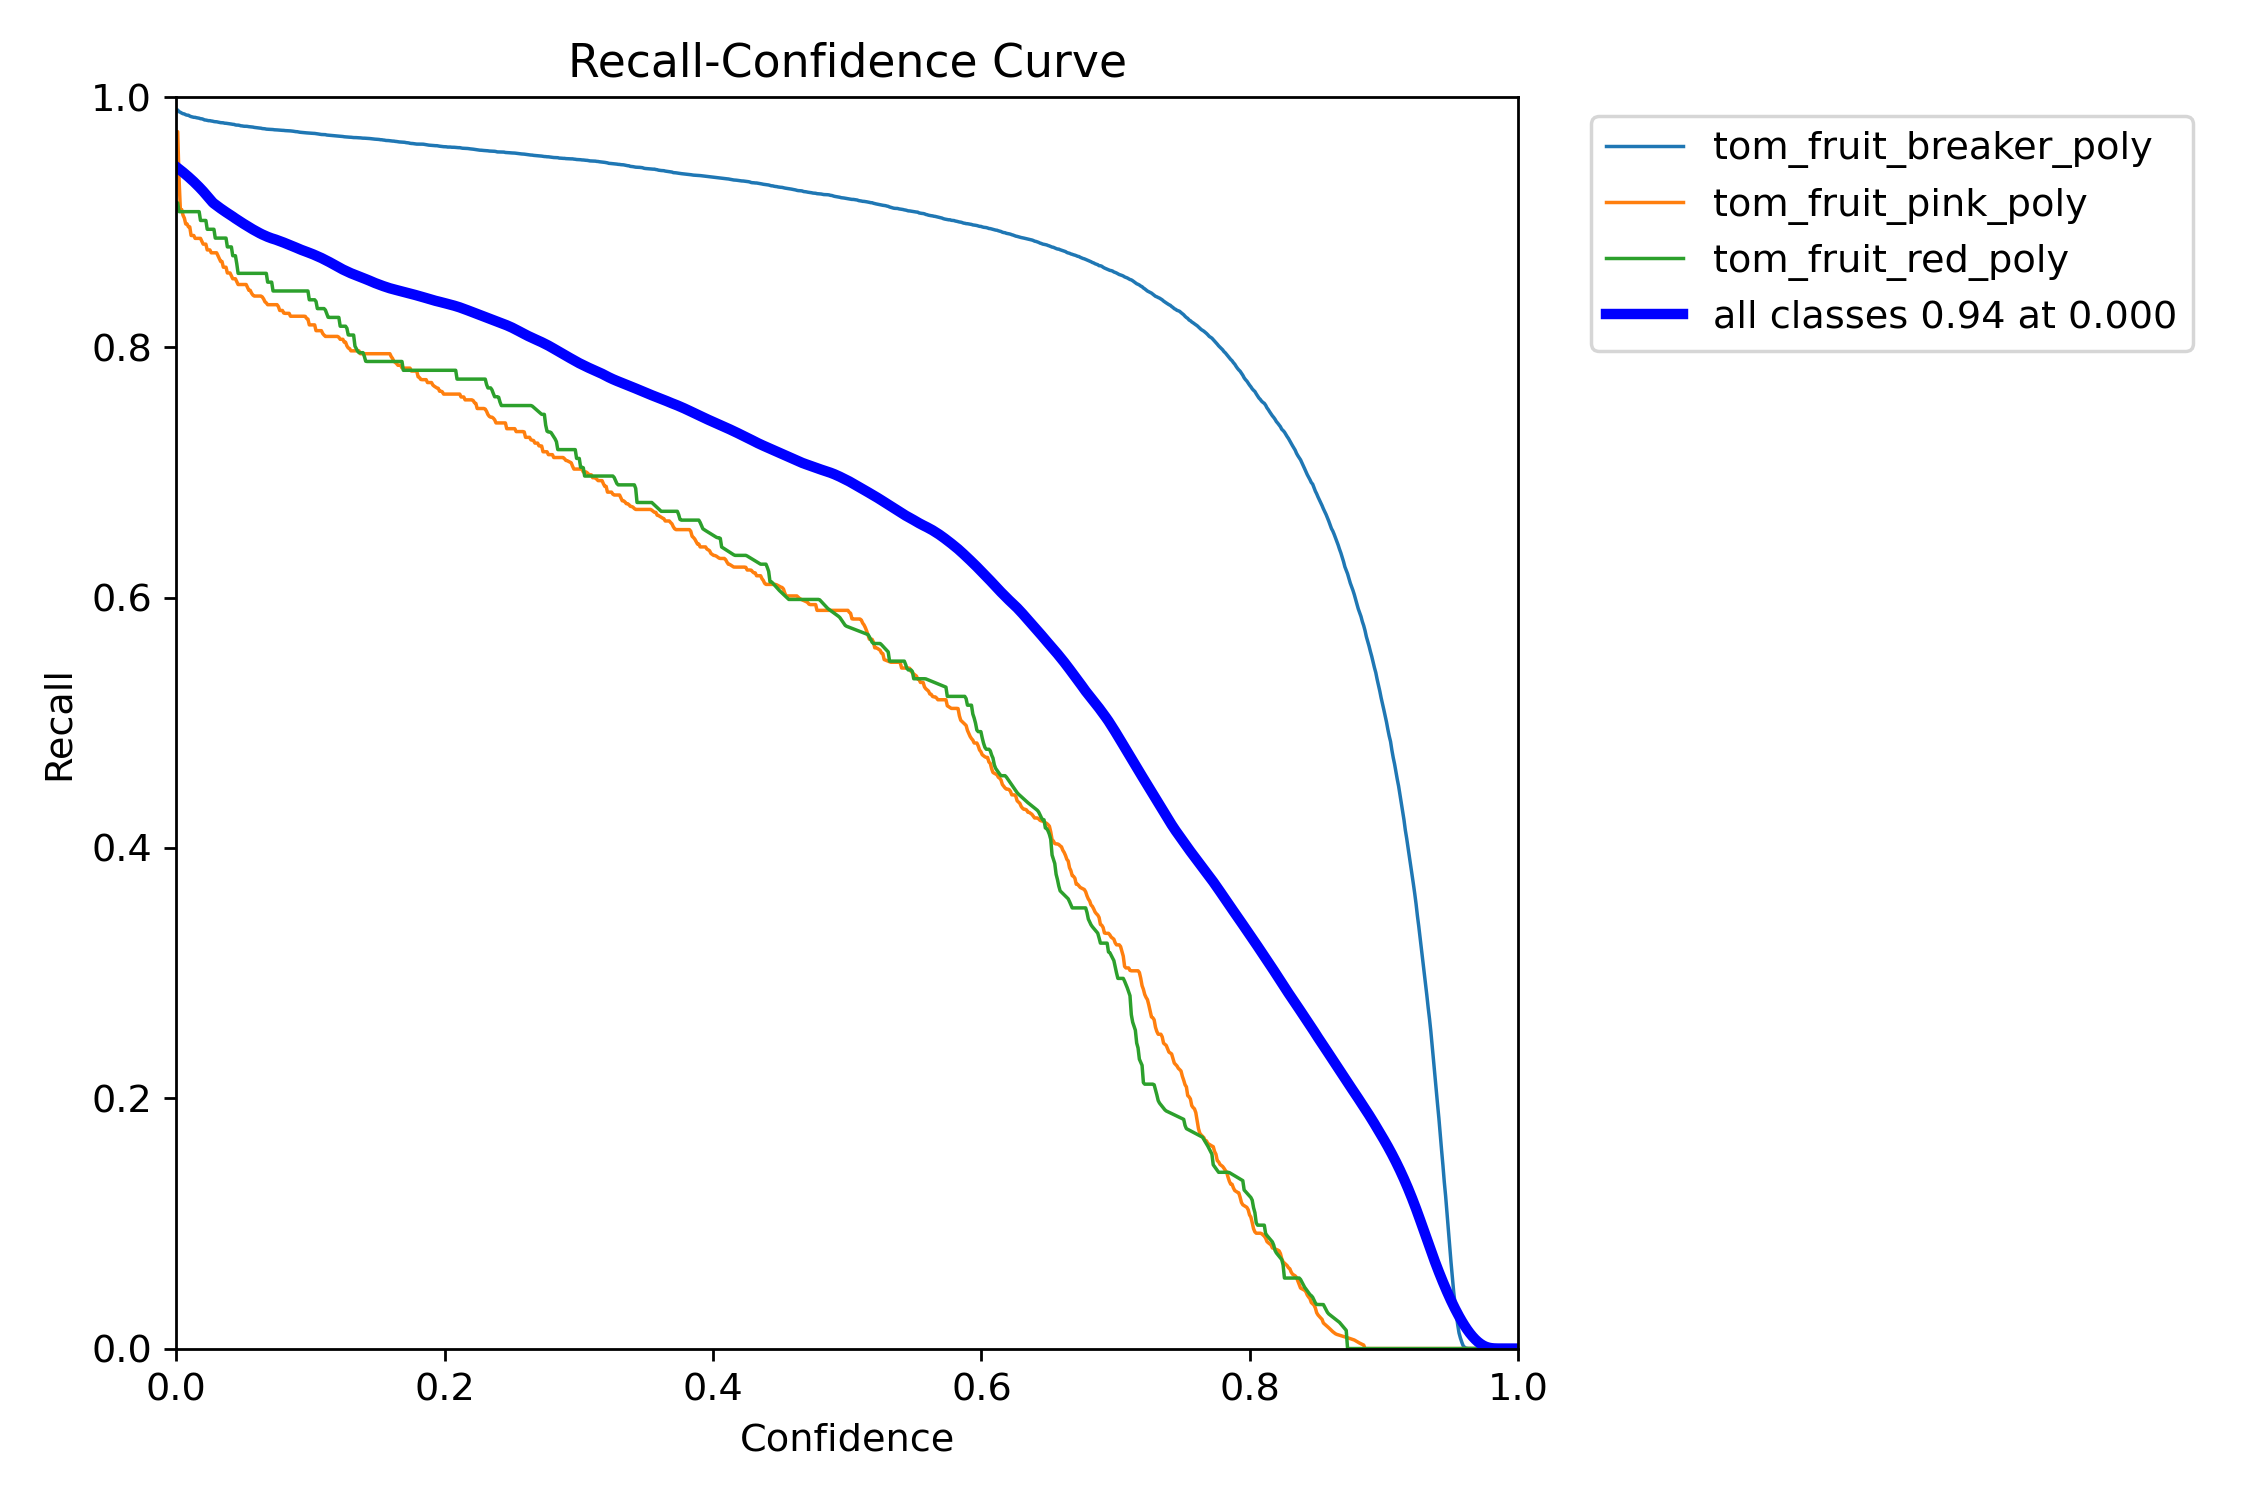 Recall-Confidence Curve
1.0
0.8
0.6
0.4
0.2
0.0
Recall
0.0 0.2 0.4 0.6 0.8 1.0
Confidence
tom_fruit_breaker_poly
tom_fruit_pink_poly
tom_fruit_red_poly
all classes 0.94 at 0.000